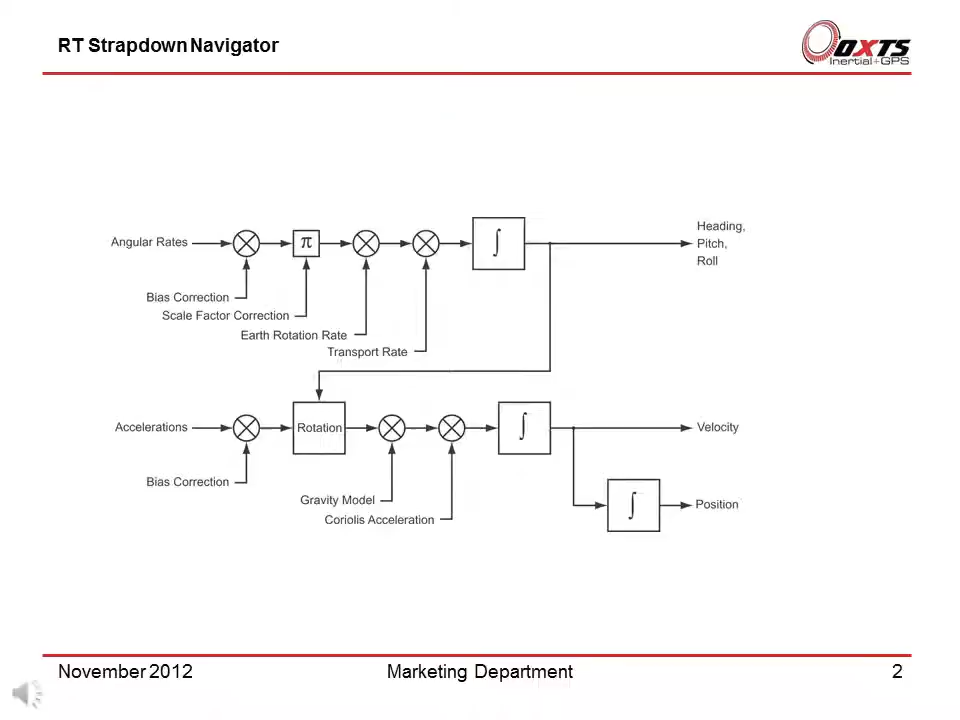 RT Strapdown Navigator
OXTS
Inertial+GPS
Angular Rates
π
∫
Heading,
Pitch,
Roll
Bias Correction
Scale Factor Correction
Earth Rotation Rate
Transport Rate
Accelerations
Rotation
∫
Velocity
Bias Correction
Gravity Model
Coriolis Acceleration
∫
Position
November 2012
Marketing Department
2